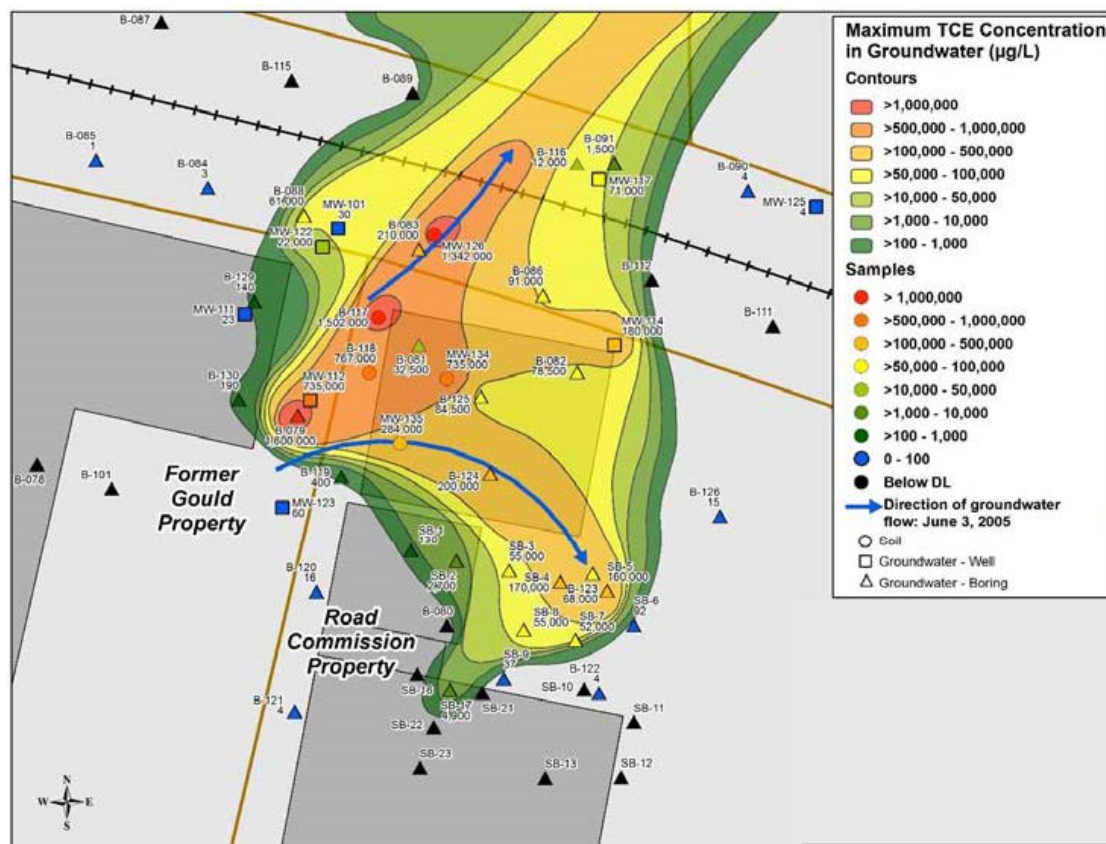 B-087
B-115
B-089
B-085
1
B-084
3
B-088
61,000
MW-101
30
MW-122
22,000
B-083
210,000
MW-126
1,342,000
B-116
12,000
B-091
1,500
MW-117
71,000
B-090
4
MW-125
4
B-112
B-086
91,000
B-111
B-129
140
MW-111
23
B-117
1,502,000
MW-114
180,000
B-118
767,000
B-081
32,500
MW-134
735,000
B-082
78,500
B-130
190
MW-112
735,000
B-125
84,500
B-079
1,600,000
MW-135
284,000
B-078
B-101
Former
Gould
Property
B-119
400
MW-123
60
B-124
200,000
B-126
15
SB-1
130
SB-2
2,700
SB-3
55,000
SB-4
170,000
B-123
68,000
SB-5
160,000
SB-6
92
B-120
16
B-080
SB-8
55,000
SB-7
52,000
Road
Commission
Property
SB-9
37
SB-16
SB-17
4,900
SB-21
B-122
4
SB-10
B-121
4
SB-22
SB-11
SB-23
SB-13
SB-12
N
W E
S
Maximum TCE Concentration
in Groundwater (µg/L)
Contours
>1,000,000
>500,000 - 1,000,000
>100,000 - 500,000
>50,000 - 100,000
>10,000 - 50,000
>1,000 - 10,000
>100 - 1,000
Samples
> 1,000,000
>500,000 - 1,000,000
>100,000 - 500,000
>50,000 - 100,000
>10,000 - 50,000
>1,000 - 10,000
>100 - 1,000
0 - 100
Below DL
Direction of groundwater
flow: June 3, 2005
Soil
Groundwater - Well
Groundwater - Boring